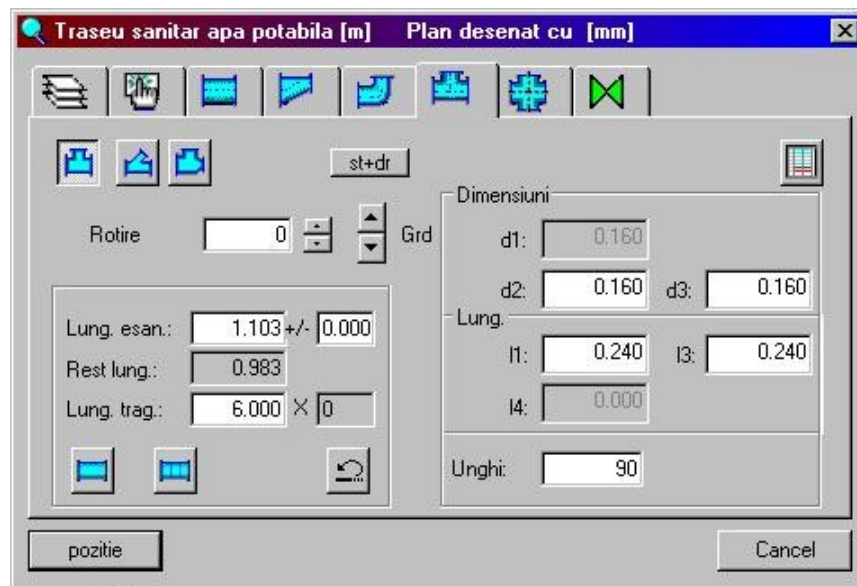 Traseu sanitar apa potabila [m] Plan desenat cu [mm]
st+dr
Rotire 0 Grd
Lung. esan.: 1.103 +/- 0.000
Rest lung.: 0.983
Lung. trag.: 6.000 X 0
Dimensiuni
d1: 0.160
d2: 0.160 d3: 0.160
Lung.
l1: 0.240 l3: 0.240
l4: 0.000
Unghi: 90
pozitie Cancel